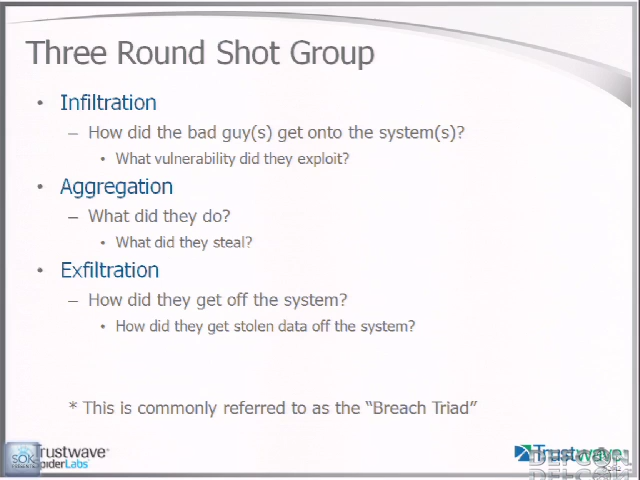 Three Round Shot Group
• Infiltration
– How did the bad guy(s) get onto the system(s)?
• What vulnerability did they exploit?
• Aggregation
– What did they do?
• What did they steal?
• Exfiltration
– How did they get off the system?
• How did they get stolen data off the system?
* This is commonly referred to as the “Breach Triad”
SOK
Trustwave®
SpiderLabs
Trustwave
DEFCON